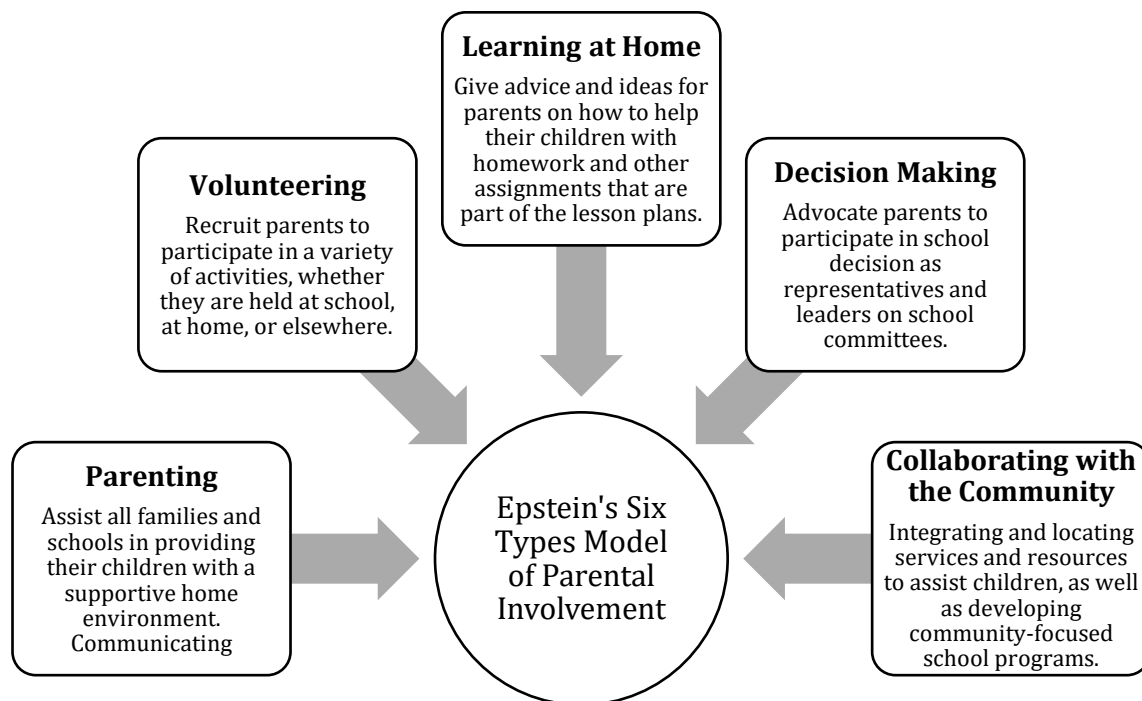 Learning at Home
Give advice and ideas for
parents on how to help
their children with
homework and other
assignments that are
part of the lesson plans.
Volunteering
Recruit parents to
participate in a variety
of activities, whether
they are held at school,
at home, or elsewhere.
Decision Making
Advocate parents to
participate in school
decision as
representatives and
leaders on school
committees.
Parenting
Assist all families and
schools in providing
their children with a
supportive home
environment.
Communicating
Epstein's Six
Types Model
of Parental
Involvement
Collaborating with
the Community
Integrating and locating
services and resources
to assist children, as well
as developing
community-focused
school programs.